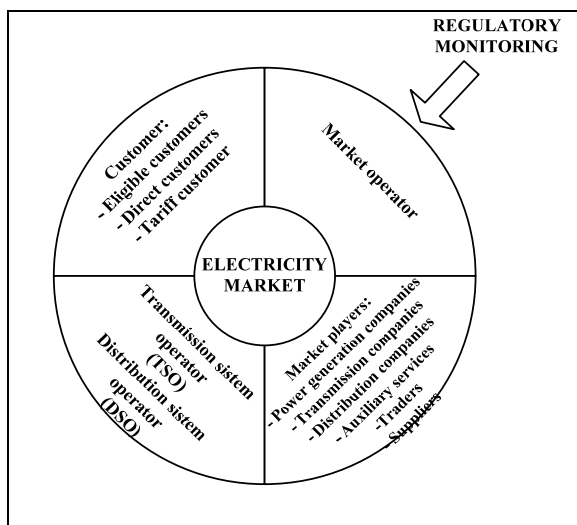 REGULATORY
MONITORING
Customer:
- Eligible customers
- Direct customers
- Tariff customer
Market operator
ELECTRICITY
MARKET
Transmission sistem
operator
(TSO)
Distribution sistem
operator
(DSO)
Market players:
-Power generation companies
-Transmission companies
- Distribution companies
- Auxiliary services
-Traders
- Suppliers